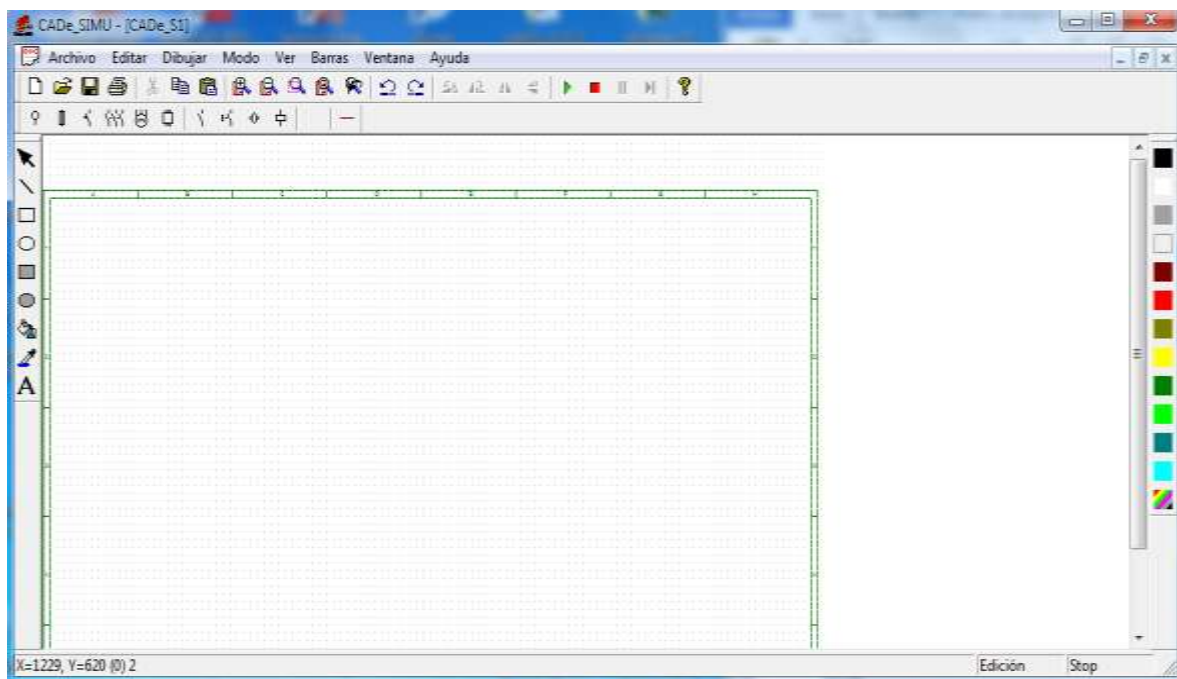 CADe_SIMU - [CADe_S1]
Archivo Editar Dibujar Modo Ver Barras Ventana Ayuda
A
X=1229, Y=620 (0) 2
Edición
Stop